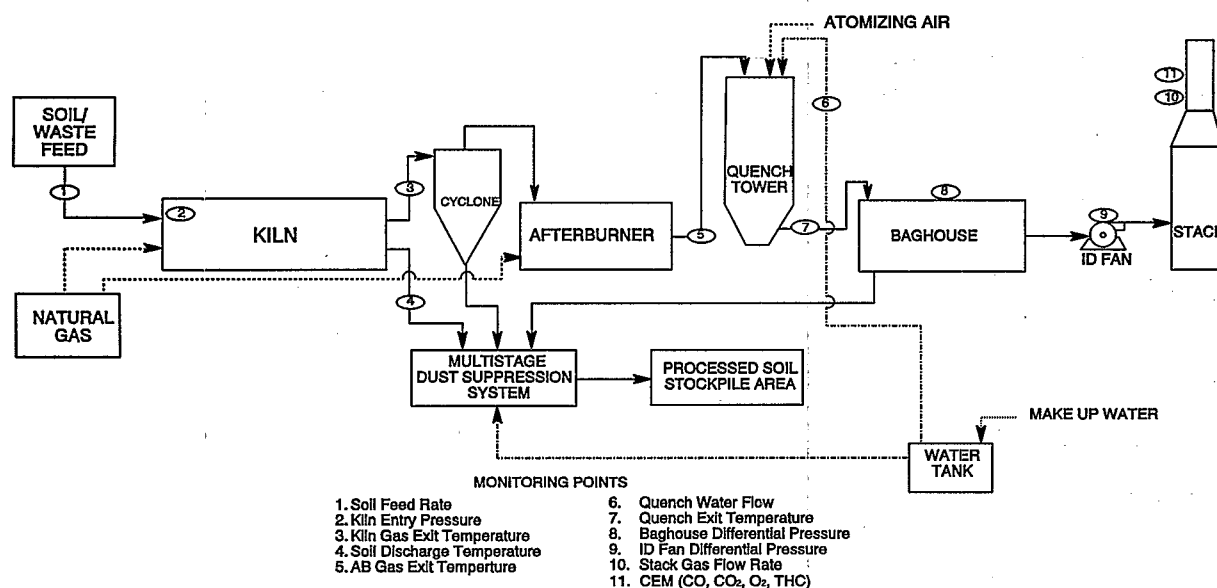 ATOMIZING AIR
11
10
SOIL/
WASTE
FEED
6
1
3
QUENCH
TOWER
CYCLONE
2
KILN
8
AFTERBURNER
5
7
BAGHOUSE
9
ID FAN
STACK
4
NATURAL
GAS
MULTISTAGE
DUST SUPPRESSION
SYSTEM
PROCESSED SOIL
STOCKPILE AREA
MAKE UP WATER
WATER
TANK
MONITORING POINTS
1. Soil Feed Rate
2. Kiln Entry Pressure
3. Kiln Gas Exit Temperature
4. Soil Discharge Temperature
5. AB Gas Exit Temperture
6. Quench Water Flow
7. Quench Exit Temperature
8. Baghouse Differential Pressure
9. ID Fan Differential Pressure
10. Stack Gas Flow Rate
11. CEM (CO, CO₂, O₂, THC)